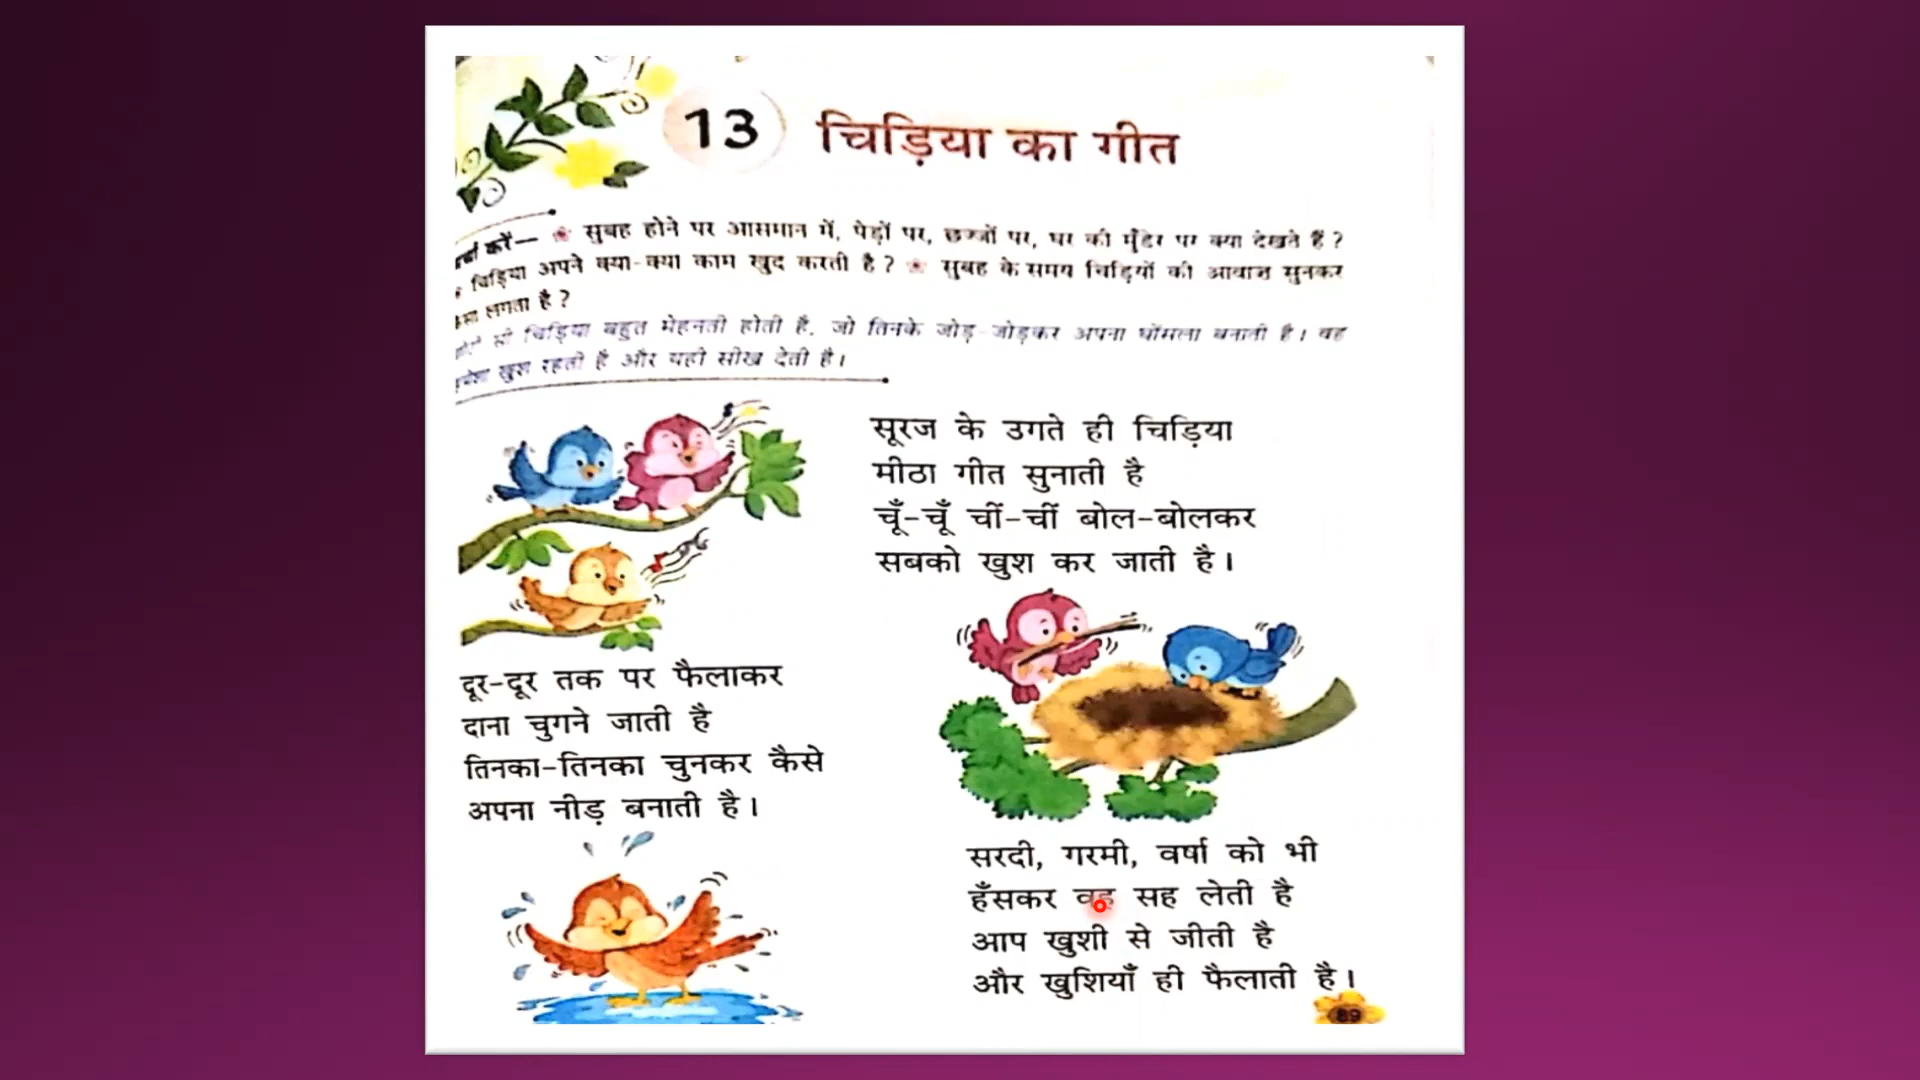 13 चिड़िया का गीत
करें— सुबह होने पर आसमान में, पेड़ों पर, छज्जों पर, घर की मुँडेर पर क्या देखते हैं?
चिड़िया अपने क्या-क्या काम खुद करती है? सुबह के समय चिड़ियों की आवाज़ सुनकर
लगता है?
सी चिड़िया बहुत मेहनती होती है, जो तिनके जोड़-जोड़कर अपना घोंसला बनाती है। वह
खुश रहती है और यही सीख देती है।
सूरज के उगते ही चिड़िया
मीठा गीत सुनाती है
चूँ-चूँ चीं-चीं बोल-बोलकर
सबको खुश कर जाती है।
दूर-दूर तक पर फैलाकर
दाना चुगने जाती है
तिनका-तिनका चुनकर कैसे
अपना नीड़ बनाती है।
सरदी, गरमी, वर्षा को भी
हँसकर वह सह लेती है
आप खुशी से जीती है
और खुशियाँ ही फैलाती है।
89